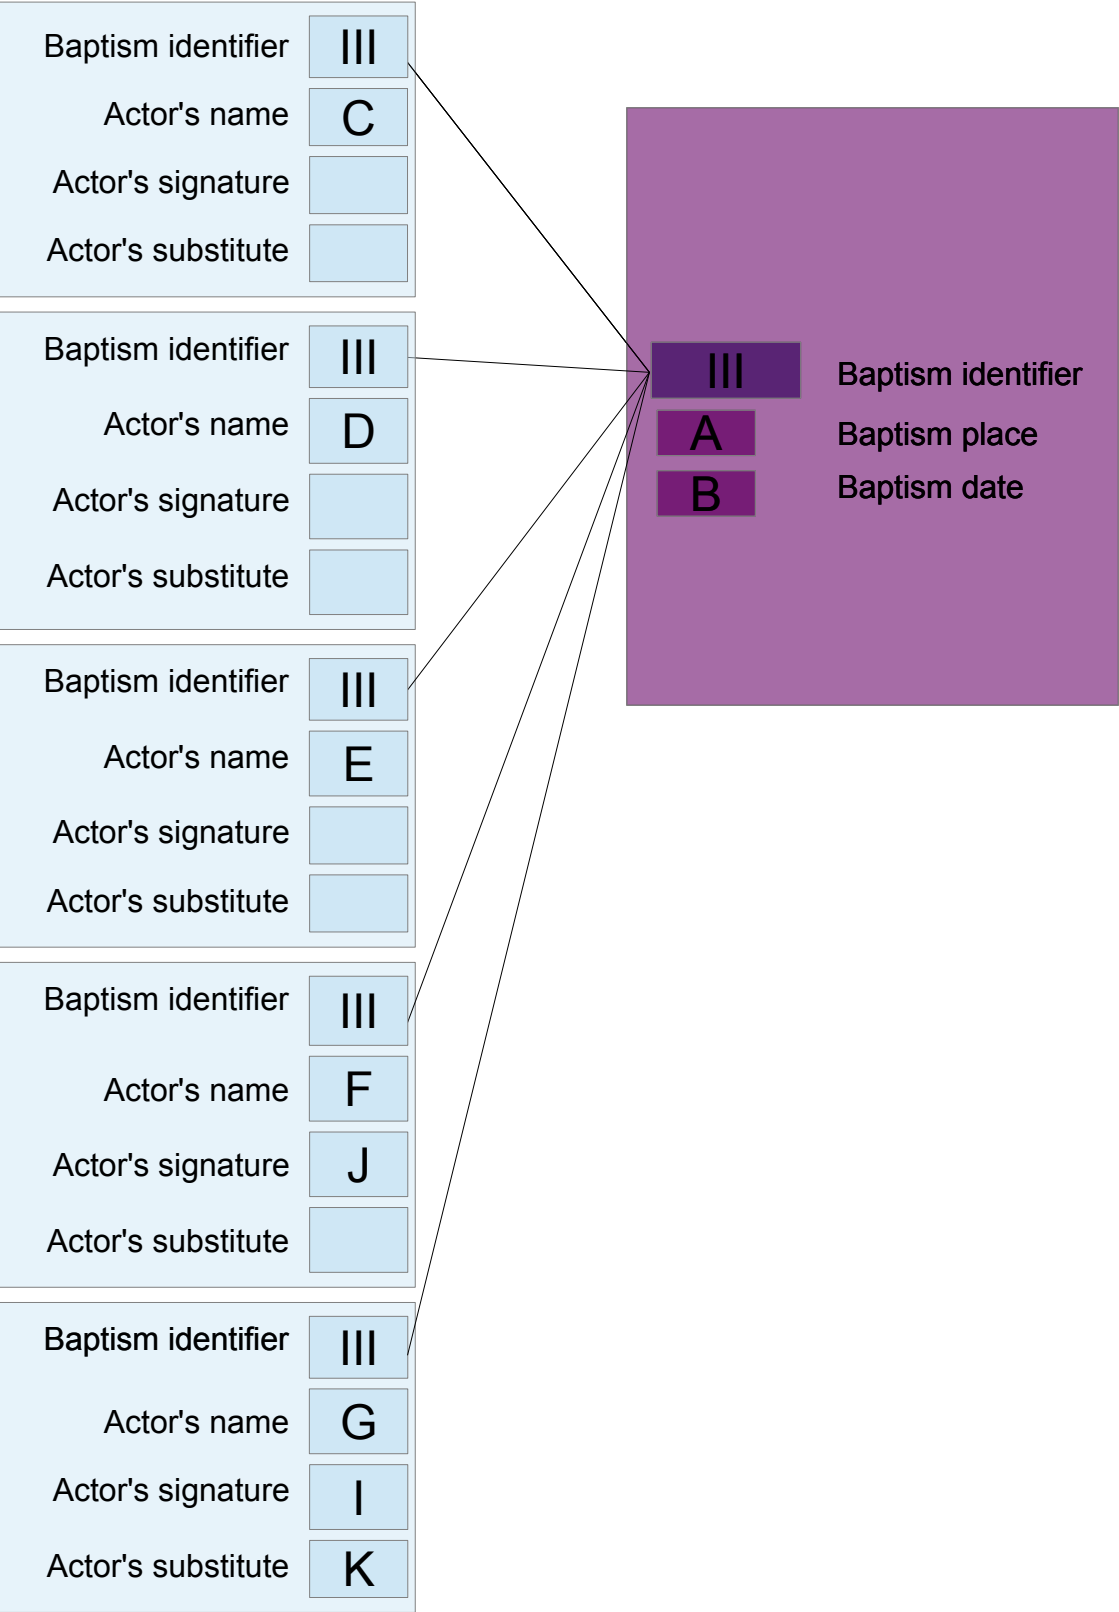 Baptism identifier III
Actor's name C
Actor's signature
Actor's substitute
Baptism identifier III
Actor's name D
Actor's signature
Actor's substitute
Baptism identifier III
Actor's name E
Actor's signature
Actor's substitute
Baptism identifier III
Actor's name F
Actor's signature J
Actor's substitute
Baptism identifier III
Actor's name G
Actor's signature I
Actor's substitute K
III Baptism identifier
A Baptism place
B Baptism date